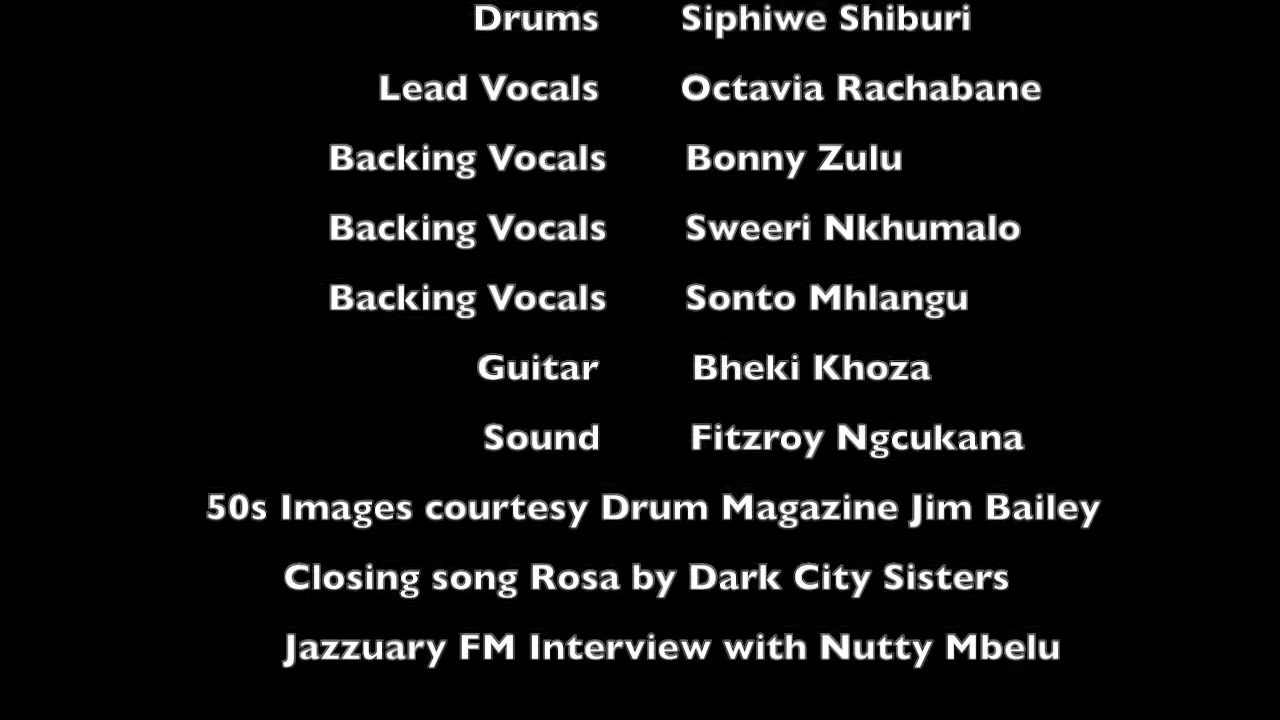 Drums Siphiwe Shiburi
Lead Vocals Octavia Rachabane
Backing Vocals Bonny Zulu
Backing Vocals Sweeri Nkhumalo
Backing Vocals Sonto Mhlangu
Guitar Bheki Khoza
Sound Fitzroy Ngcukana
50s Images courtesy Drum Magazine Jim Bailey
Closing song Rosa by Dark City Sisters
Jazzuary FM Interview with Nutty Mbelu